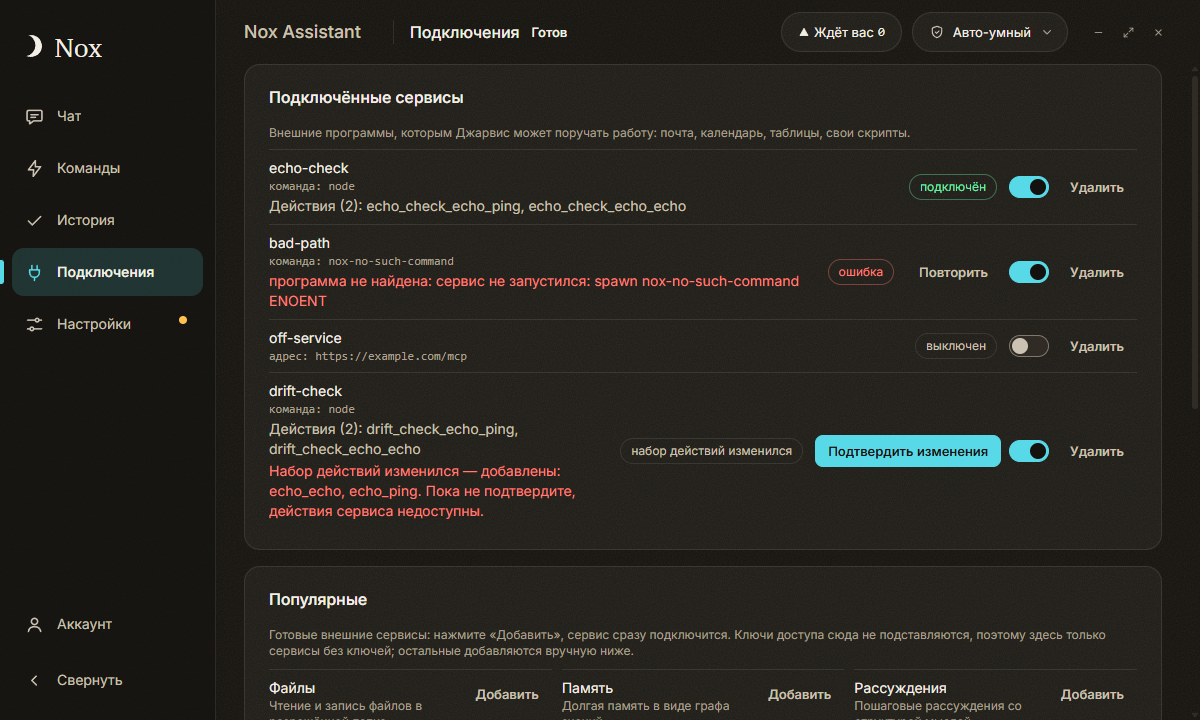 Nox
Nox Assistant
Подключения
Готов
▲ Ждёт вас 0
Авто-умный
Чат
Команды
История
Подключения
Настройки
Аккаунт
Свернуть
Подключённые сервисы
Внешние программы, которым Джарвис может поручать работу: почта, календарь, таблицы, свои скрипты.
echo-check
команда: node
Действия (2): echo_check_echo_ping, echo_check_echo_echo
подключён
Удалить
bad-path
команда: nox-no-such-command
программа не найдена: сервис не запустился: spawn nox-no-such-command
ENOENT
ошибка
Повторить
Удалить
off-service
адрес: https://example.com/mcp
выключен
Удалить
drift-check
команда: node
Действия (2): drift_check_echo_ping,
drift_check_echo_echo
Набор действий изменился — добавлены:
echo_echo, echo_ping. Пока не подтвердите,
действия сервиса недоступны.
набор действий изменился
Подтвердить изменения
Удалить
Популярные
Готовые внешние сервисы: нажмите «Добавить», сервис сразу подключится. Ключи доступа сюда не подставляются, поэтому здесь только
сервисы без ключей; остальные добавляются вручную ниже.
Файлы
Чтение и запись файлов в
Добавить
Память
Долгая память в виде графа
Добавить
Рассуждения
Пошаговые рассуждения со
Добавить